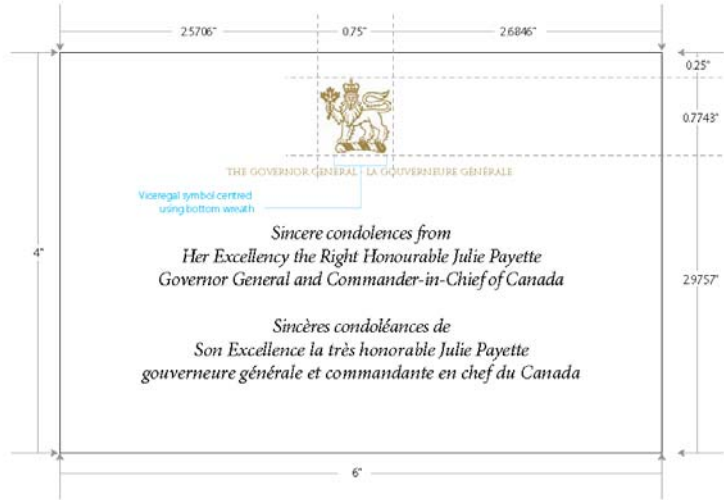 2.5706"
0.75"
2.6846"
0.25"
0.7743"
THE GOVERNOR GENERAL · LA GOUVERNEURE GÉNÉRALE
Viceregal symbol centred
using bottom wreath
Sincere condolences from
Her Excellency the Right Honourable Julie Payette
Governor General and Commander-in-Chief of Canada
4"
2.9757"
Sincères condoléances de
Son Excellence la très honorable Julie Payette
gouverneure générale et commandante en chef du Canada
6"